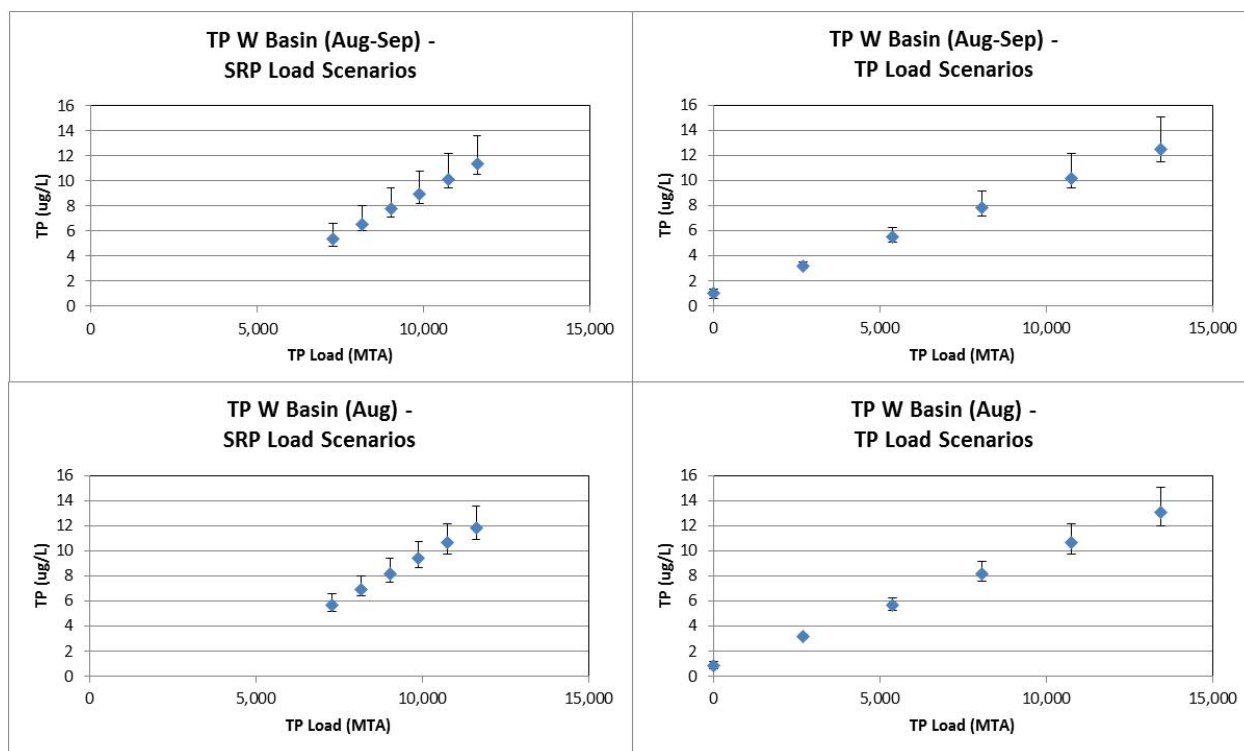 TP W Basin (Aug-Sep) -
SRP Load Scenarios
16
14
12
10
8
6
4
2
0
TP (ug/L)
0 5,000 10,000 15,000
TP Load (MTA)
TP W Basin (Aug-Sep) -
TP Load Scenarios
16
14
12
10
8
6
4
2
0
TP (ug/L)
0 5,000 10,000 15,000
TP Load (MTA)
TP W Basin (Aug) -
SRP Load Scenarios
16
14
12
10
8
6
4
2
0
TP (ug/L)
0 5,000 10,000 15,000
TP Load (MTA)
TP W Basin (Aug) -
TP Load Scenarios
16
14
12
10
8
6
4
2
0
TP (ug/L)
0 5,000 10,000 15,000
TP Load (MTA)